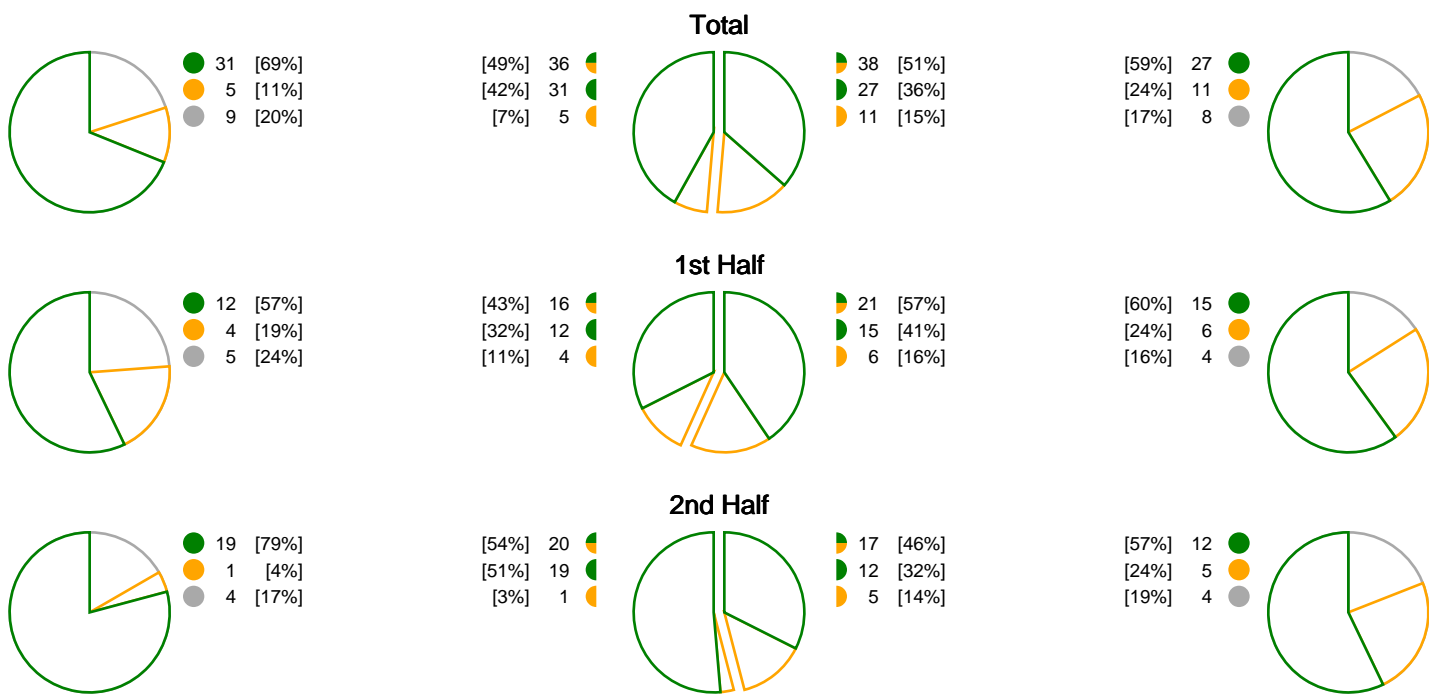 Total
31 [69%] [49%] 36 38 [51%] [59%] 27
5 [11%] [42%] 31 27 [36%] [24%] 11
9 [20%] [7%] 5 11 [15%] [17%] 8
1st Half
12 [57%] [43%] 16 21 [57%] [60%] 15
4 [19%] [32%] 12 15 [41%] [24%] 6
5 [24%] [11%] 4 6 [16%] [16%] 4
2nd Half
19 [79%] [54%] 20 17 [46%] [57%] 12
1 [4%] [51%] 19 12 [32%] [24%] 5
4 [17%] [3%] 1 5 [14%] [19%] 4